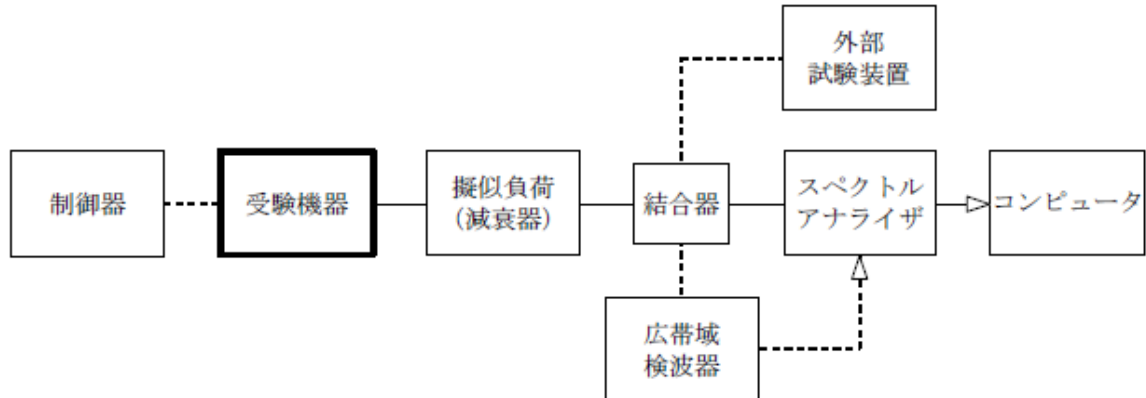 外部
試験装置
制御器
受験機器
擬似負荷
（減衰器）
結合器
スペクトル
アナライザ
コンピュータ
広帯域
検波器